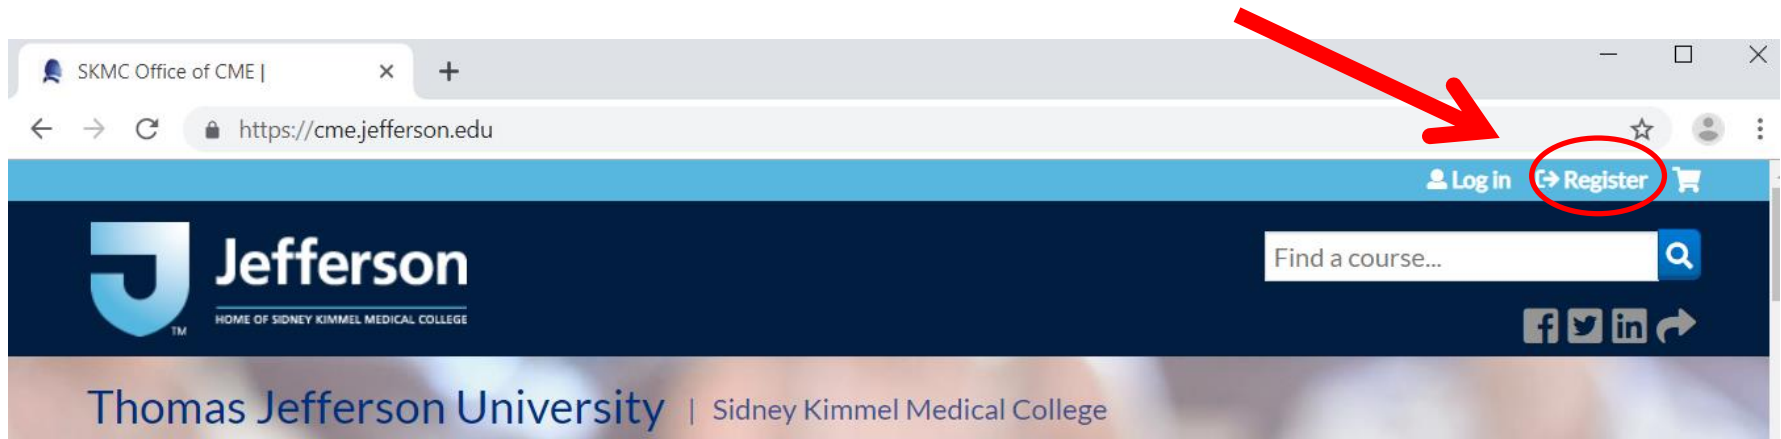 SKMC Office of CME |
https://cme.jefferson.edu
Log in Register
Jefferson
TM
HOME OF SIDNEY KIMMEL MEDICAL COLLEGE
Find a course...
Thomas Jefferson University | Sidney Kimmel Medical College